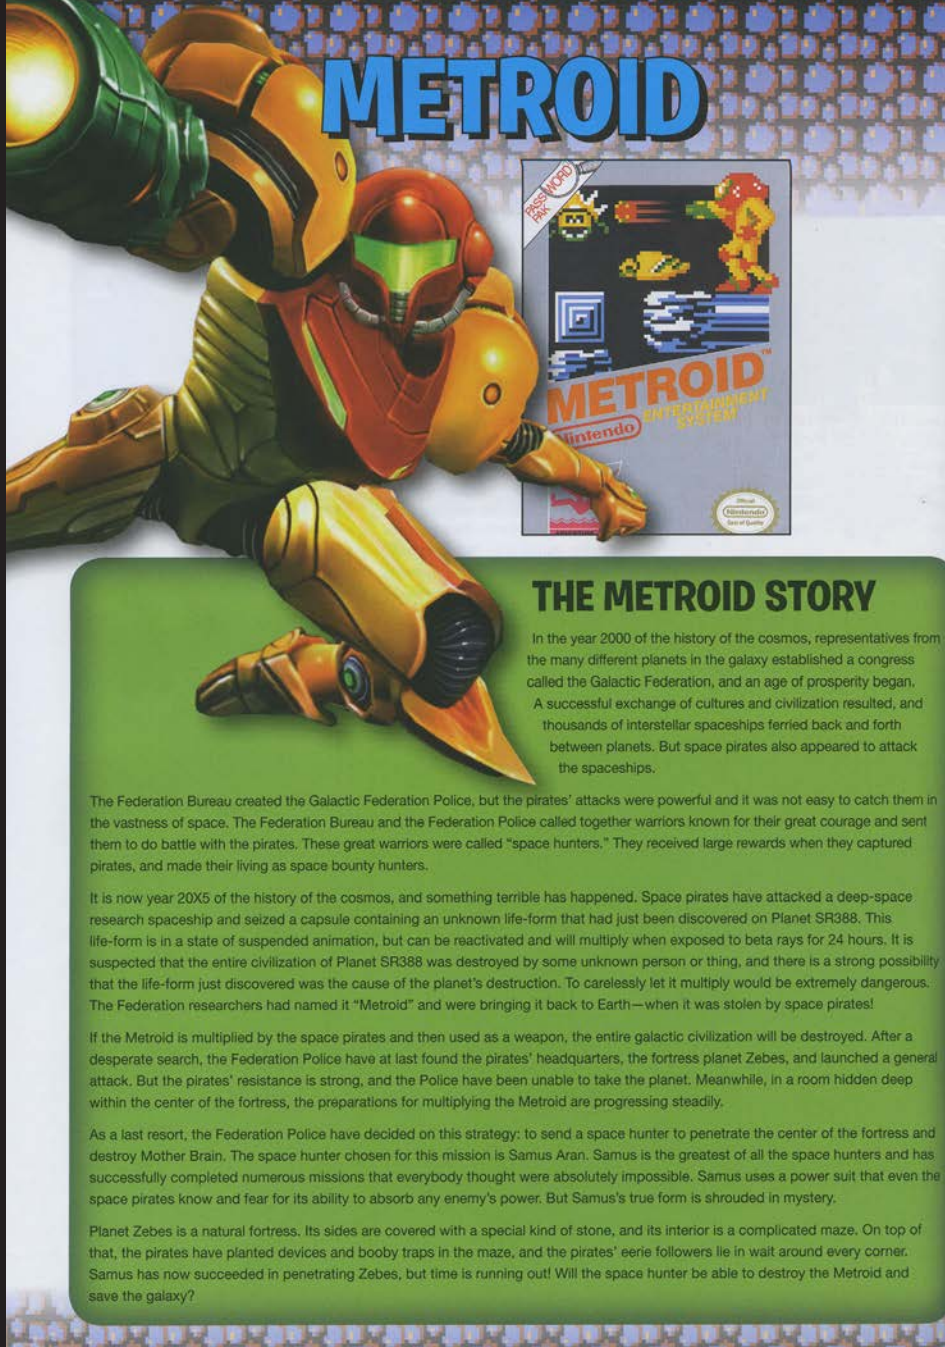 METROID
PASSWORD
PAK
METROID™
ENTERTAINMENT
SYSTEM
Nintendo
Official
Nintendo
Seal of Quality
THE METROID STORY
In the year 2000 of the history of the cosmos, representatives from
the many different planets in the galaxy established a congress
called the Galactic Federation, and an age of prosperity began.
A successful exchange of cultures and civilization resulted, and
thousands of interstellar spaceships ferried back and forth
between planets. But space pirates also appeared to attack
the spaceships.
The Federation Bureau created the Galactic Federation Police, but the pirates' attacks were powerful and it was not easy to catch them in
the vastness of space. The Federation Bureau and the Federation Police called together warriors known for their great courage and sent
them to do battle with the pirates. These great warriors were called "space hunters." They received large rewards when they captured
pirates, and made their living as space bounty hunters.
It is now year 20X5 of the history of the cosmos, and something terrible has happened. Space pirates have attacked a deep-space
research spaceship and seized a capsule containing an unknown life-form that had just been discovered on Planet SR388. This
life-form is in a state of suspended animation, but can be reactivated and will multiply when exposed to beta rays for 24 hours. It is
suspected that the entire civilization of Planet SR388 was destroyed by some unknown person or thing, and there is a strong possibility
that the life-form just discovered was the cause of the planet's destruction. To carelessly let it multiply would be extremely dangerous.
The Federation researchers had named it "Metroid" and were bringing it back to Earth—when it was stolen by space pirates!
If the Metroid is multiplied by the space pirates and then used as a weapon, the entire galactic civilization will be destroyed. After a
desperate search, the Federation Police have at last found the pirates' headquarters, the fortress planet Zebes, and launched a general
attack. But the pirates' resistance is strong, and the Police have been unable to take the planet. Meanwhile, in a room hidden deep
within the center of the fortress, the preparations for multiplying the Metroid are progressing steadily.
As a last resort, the Federation Police have decided on this strategy: to send a space hunter to penetrate the center of the fortress and
destroy Mother Brain. The space hunter chosen for this mission is Samus Aran. Samus is the greatest of all the space hunters and has
successfully completed numerous missions that everybody thought were absolutely impossible. Samus uses a power suit that even the
space pirates know and fear for its ability to absorb any enemy's power. But Samus's true form is shrouded in mystery.
Planet Zebes is a natural fortress. Its sides are covered with a special kind of stone, and its interior is a complicated maze. On top of
that, the pirates have planted devices and booby traps in the maze, and the pirates' eerie followers lie in wait around every corner.
Samus has now succeeded in penetrating Zebes, but time is running out! Will the space hunter be able to destroy the Metroid and
save the galaxy?